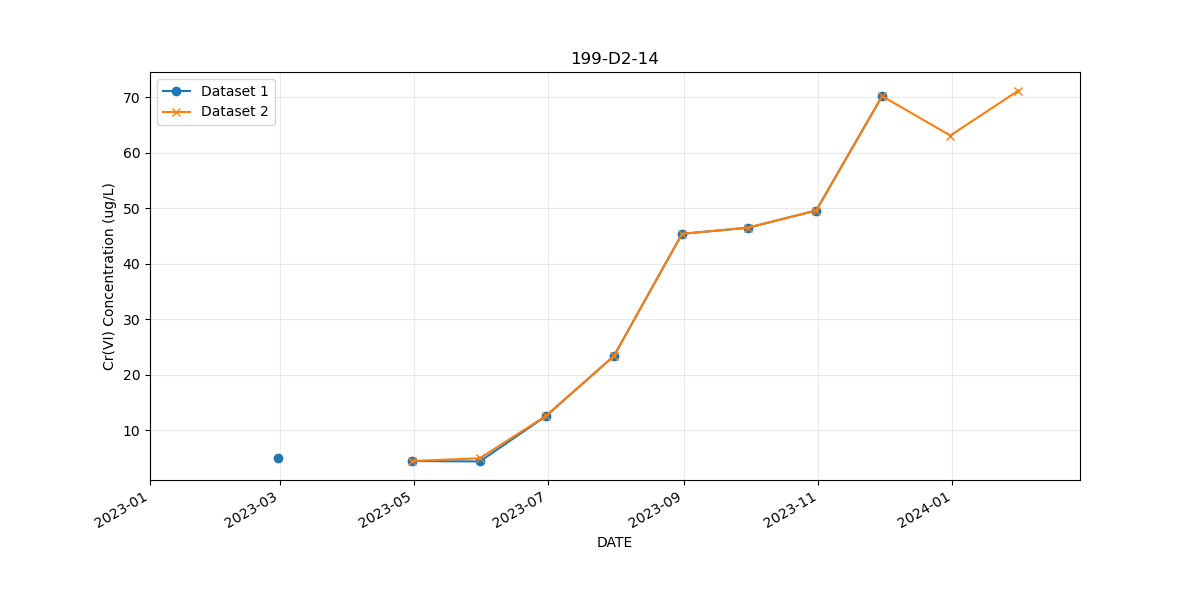 199-D2-14
Dataset 1
Dataset 2
70
60
50
40
30
20
10
Cr(VI) Concentration (ug/L)
2023-01
2023-03
2023-05
2023-07
2023-09
2023-11
2024-01
DATE